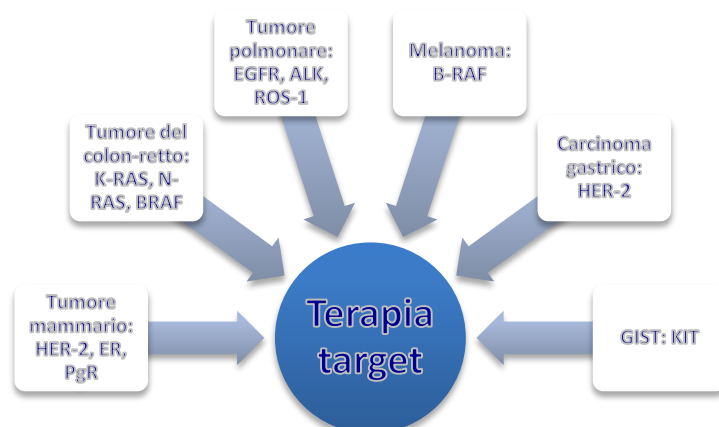 Tumore
polmonare:
EGFR, ALK,
ROS-1
Melanoma:
B-RAF
Tumore del
colon-retto:
K-RAS, N-
RAS, BRAF
Carcinoma
gastrico:
HER-2
Tumore
mammario:
HER-2, ER,
PgR
Terapia
target
GIST: KIT